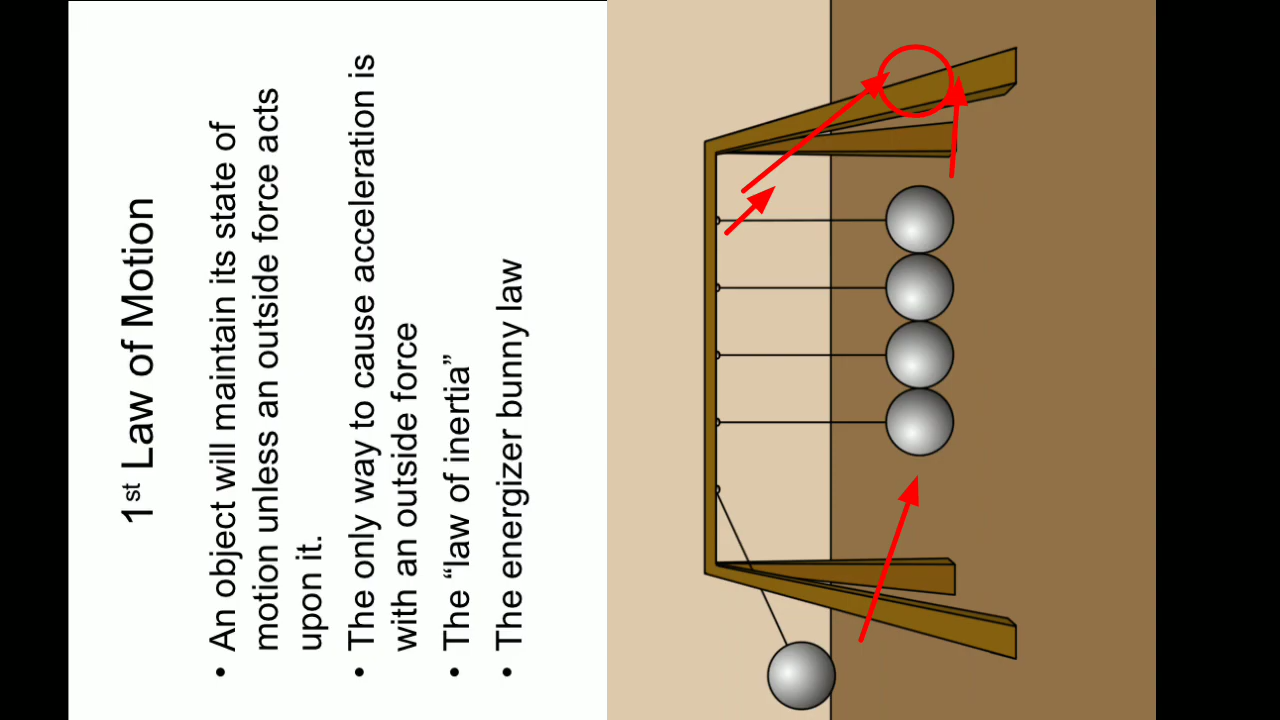 1st Law of Motion
• An object will maintain its state of
motion unless an outside force acts
upon it.
• The only way to cause acceleration is
with an outside force
• The “law of inertia”
• The energizer bunny law